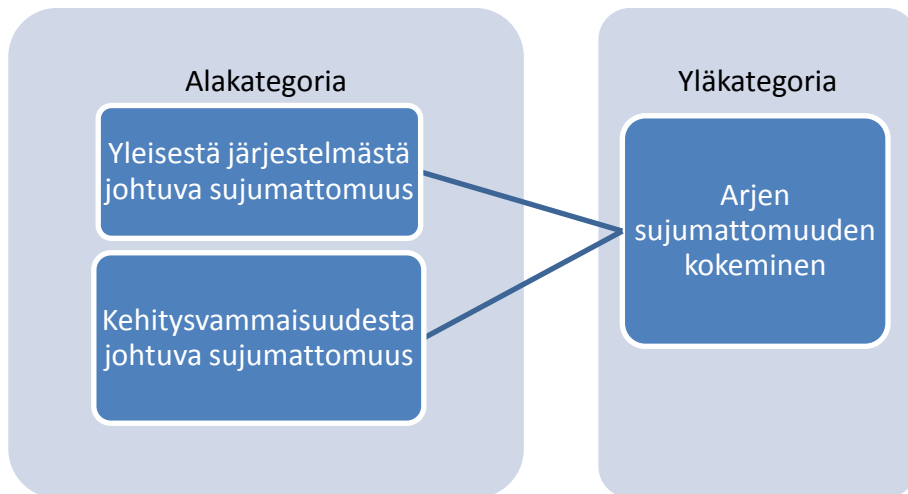 Alakategoria
Yleisestä järjestelmästä
johtuva sujumattomuus
Kehitysvammaisuudesta
johtuva sujumattomuus
Yläkategoria
Arjen
sujumattomuuden
kokeminen